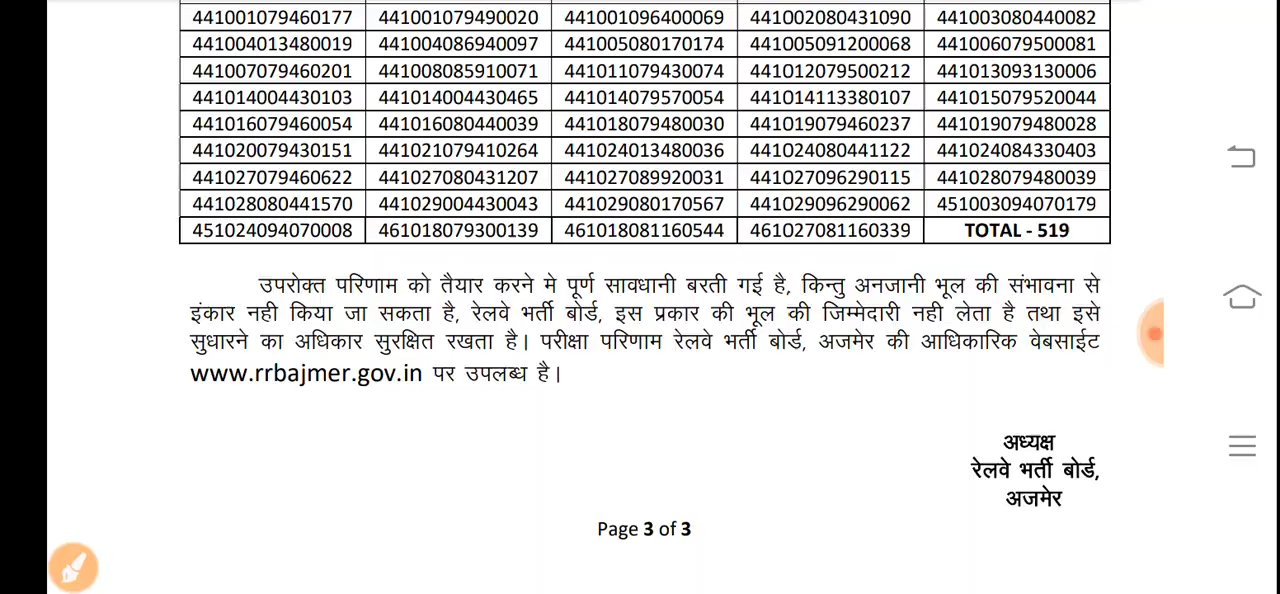 441001079460177 441001079490020 441001096400069 441002080431090 441003080440082
441004013480019 441004086940097 441005080170174 441005091200068 441006079500081
441007079460201 441008085910071 441011079430074 441012079500212 441013093130006
441014004430103 441014004430465 441014079570054 441014113380107 441015079520044
441016079460054 441016080440039 441018079480030 441019079460237 441019079480028
441020079430151 441021079410264 441024013480036 441024080441122 441024084330403
441027079460622 441027080431207 441027089920031 441027096290115 441028079480039
441028080441570 441029004430043 441029080170567 441029096290062 451003094070179
451024094070008 461018079300139 461018081160544 461027081160339 TOTAL - 519
उपरोक्त परिणाम को तैयार करने मे पूर्ण सावधानी बरती गई है, किन्तु अनजानी भूल की संभावना से
इंकार नही किया जा सकता है, रेलवे भर्ती बोर्ड, इस प्रकार की भूल की जिम्मेदारी नही लेता है तथा इसे
सुधारने का अधिकार सुरक्षित रखता है। परीक्षा परिणाम रेलवे भर्ती बोर्ड, अजमेर की आधिकारिक वेबसाईट
www.rrbajmer.gov.in पर उपलब्ध है।
अध्यक्ष
रेलवे भर्ती बोर्ड,
अजमेर
Page 3 of 3